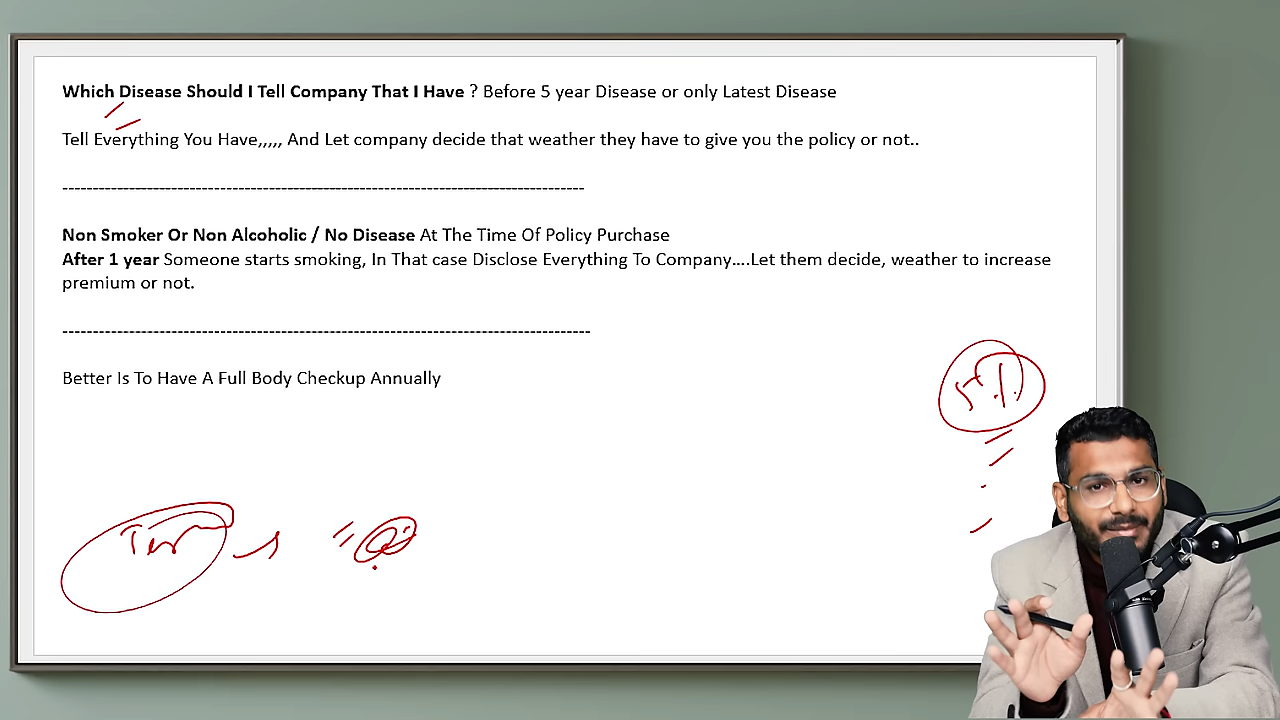 Which Disease Should I Tell Company That I Have ? Before 5 year Disease or only Latest Disease
Tell Everything You Have,,,,, And Let company decide that weather they have to give you the policy or not..
---------------------------------------------------------------------------------------
Non Smoker Or Non Alcoholic / No Disease At The Time Of Policy Purchase
After 1 year Someone starts smoking, In That case Disclose Everything To Company....Let them decide, weather to increase
premium or not.
----------------------------------------------------------------------------------------
Better Is To Have A Full Body Checkup Annually